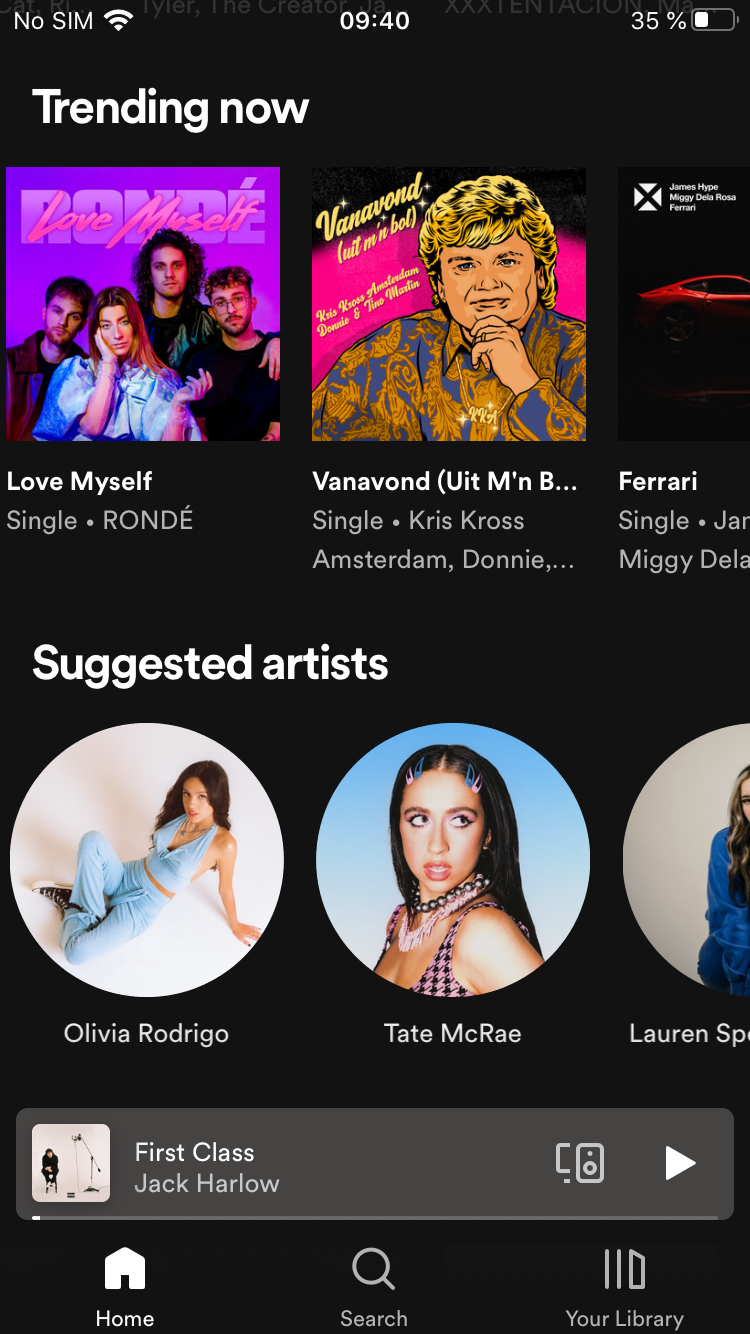 Tyler, The Creator, Ja...
XXXTENTACION, Ma...
No SIM 09:40 35 %
Trending now
RONDÉ
Love Myself
Vanavond
(uit m'n bol)
Kris Kross Amsterdam
Donnie & Tino Martin
KKA
James Hype
Miggy Dela Rosa
Ferrari
Love Myself
Single • RONDÉ
Vanavond (Uit M'n B...
Single • Kris Kross
Amsterdam, Donnie,...
Ferrari
Single • Jar
Miggy Dela
Suggested artists
Olivia Rodrigo
Tate McRae
Lauren Spe
First Class
Jack Harlow
Home
Search
Your Library